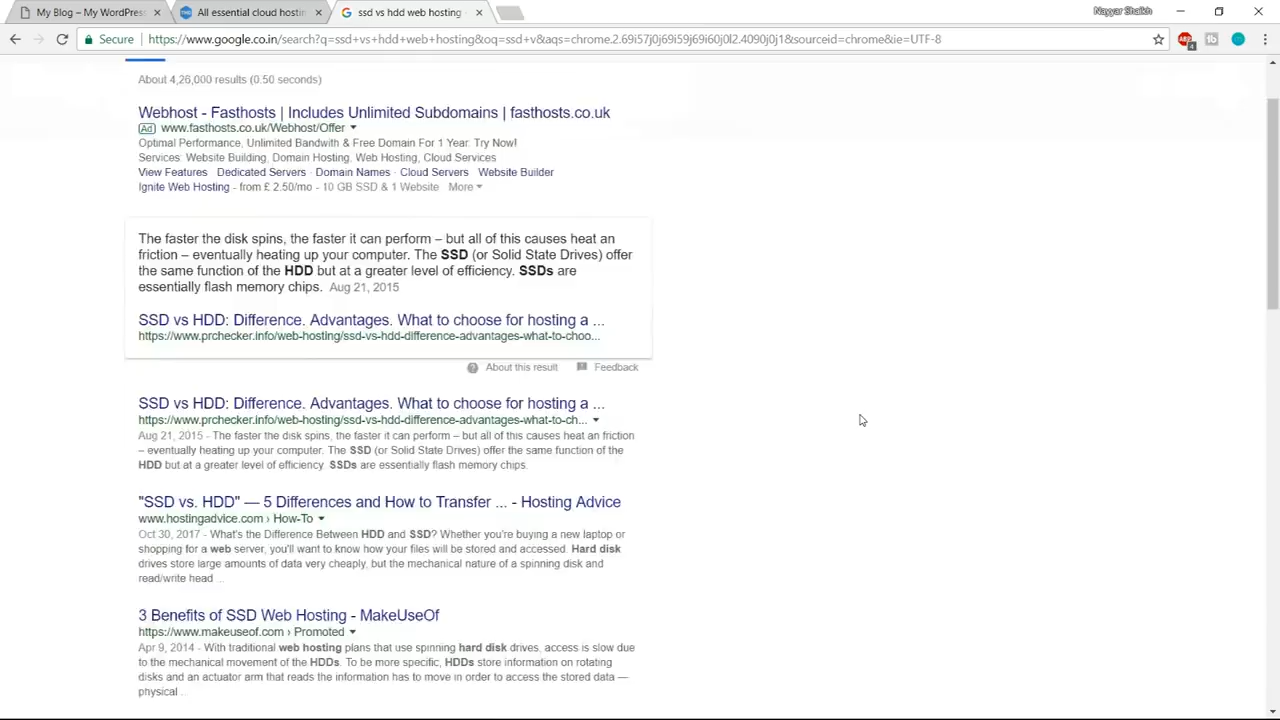 My Blog – My WordPress
All essential cloud hostin
ssd vs hdd web hosting -
Nayyar Shaikh
Secure
https://www.google.co.in/search?q=ssd+vs+hdd+web+hosting&oq=ssd+v&aqs=chrome.2.69i57j0j69i59j69i60j0l2.4090j0j1&sourceid=chrome&ie=UTF-8
About 4,26,000 results (0.50 seconds)
Webhost - Fasthosts | Includes Unlimited Subdomains | fasthosts.co.uk
Ad www.fasthosts.co.uk/Webhost/Offer
Optimal Performance, Unlimited Bandwith & Free Domain For 1 Year. Try Now!
Services: Website Building, Domain Hosting. Web Hosting, Cloud Services
View Features · Dedicated Servers · Domain Names · Cloud Servers · Website Builder
Ignite Web Hosting - from £ 2.50/mo - 10 GB SSD & 1 Website · More
The faster the disk spins, the faster it can perform – but all of this causes heat an
friction – eventually heating up your computer. The SSD (or Solid State Drives) offer
the same function of the HDD but at a greater level of efficiency. SSDs are
essentially flash memory chips. Aug 21, 2015
SSD vs HDD: Difference. Advantages. What to choose for hosting a ...
https://www.prchecker.info/web-hosting/ssd-vs-hdd-difference-advantages-what-to-choo...
About this result
Feedback
SSD vs HDD: Difference. Advantages. What to choose for hosting a ...
https://www.prchecker.info/web-hosting/ssd-vs-hdd-difference-advantages-what-to-ch...
Aug 21, 2015 - The faster the disk spins, the faster it can perform – but all of this causes heat an friction
– eventually heating up your computer. The SSD (or Solid State Drives) offer the same function of the
HDD but at a greater level of efficiency. SSDs are essentially flash memory chips.
"SSD vs. HDD" — 5 Differences and How to Transfer ... - Hosting Advice
www.hostingadvice.com › How-To
Oct 30, 2017 - What's the Difference Between HDD and SSD? Whether you're buying a new laptop or
shopping for a web server, you'll want to know how your files will be stored and accessed. Hard disk
drives store large amounts of data very cheaply, but the mechanical nature of a spinning disk and
read/write head ...
3 Benefits of SSD Web Hosting - MakeUseOf
https://www.makeuseof.com › Promoted
Apr 9, 2014 - With traditional web hosting plans that use spinning hard disk drives, access is slow due
to the mechanical movement of the HDDs. To be more specific, HDDs store information on rotating
disks and an actuator arm that reads the information has to move in order to access the stored data —
physical ...